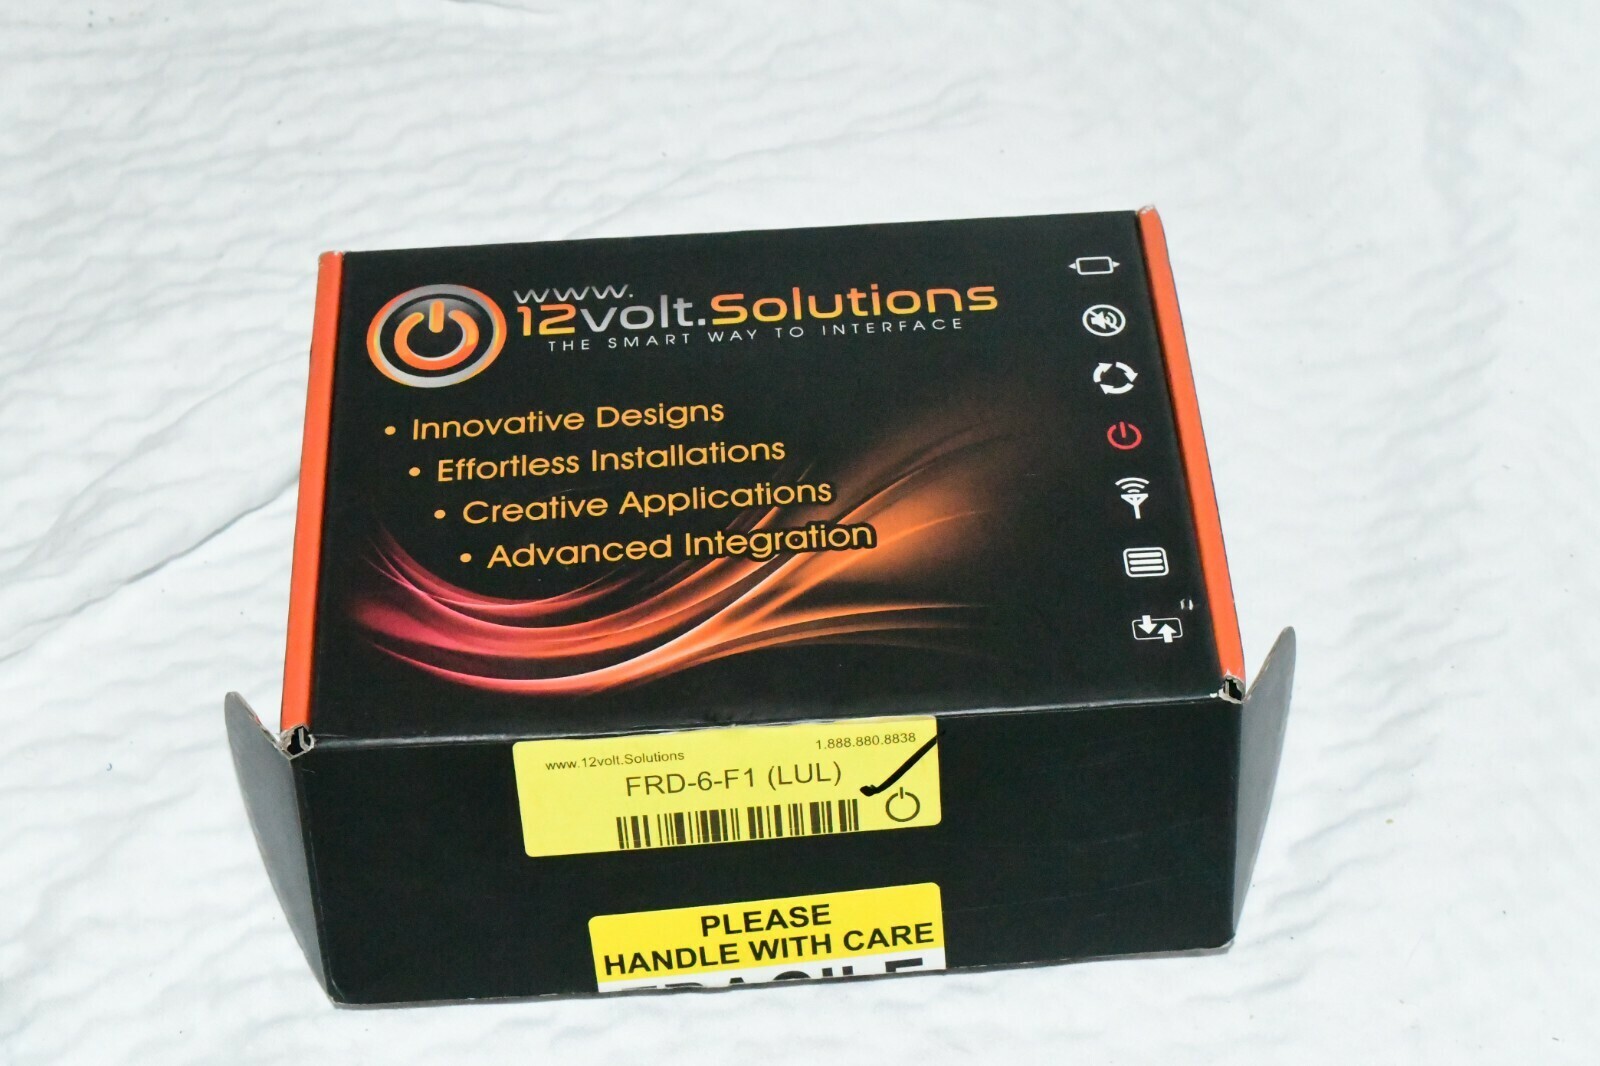 www.
12volt.Solutions
THE SMART WAY TO INTERFACE
• Innovative Designs
• Effortless Installations
• Creative Applications
• Advanced Integration
www.12volt.Solutions 1.888.880.8838
FRD-6-F1 (LUL)
PLEASE
HANDLE WITH CARE
FRAGILE